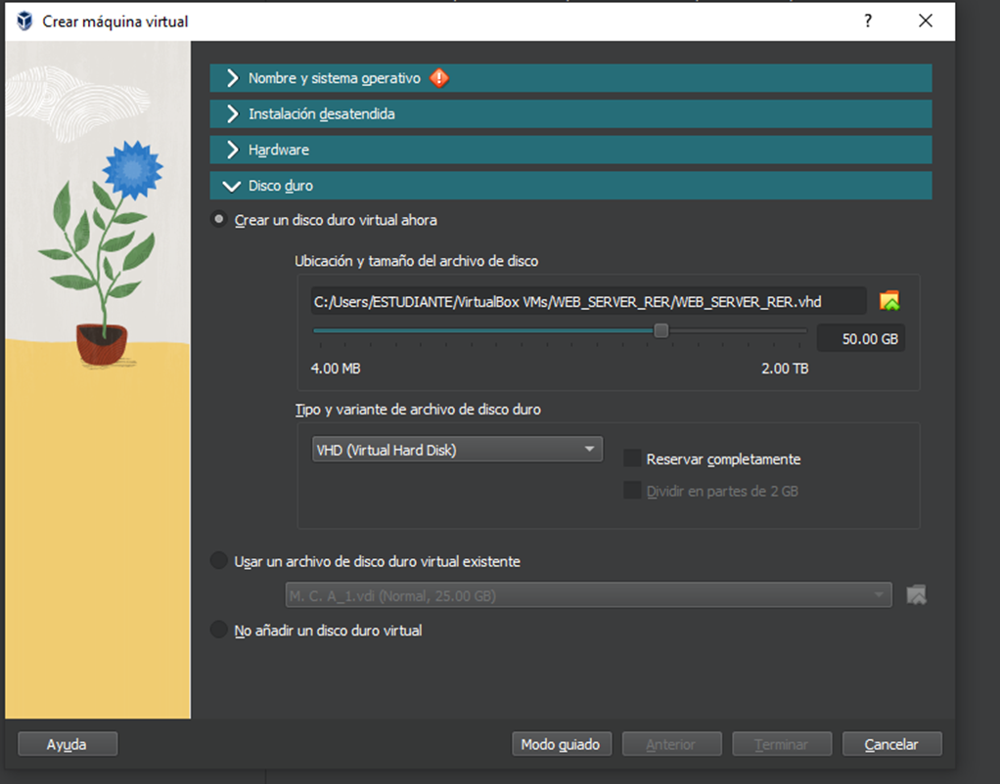 Crear máquina virtual
?
Nombre y sistema operativo
Instalación desatendida
Hardware
Disco duro
Crear un disco duro virtual ahora
Ubicación y tamaño del archivo de disco
C:/Users/ESTUDIANTE/VirtualBox VMs/WEB_SERVER_RER/WEB_SERVER_RER.vhd
50.00 GB
4.00 MB 2.00 TB
Tipo y variante de archivo de disco duro
VHD (Virtual Hard Disk)
Reservar completamente
Dividir en partes de 2 GB
Usar un archivo de disco duro virtual existente
M. C. A_1.vdi (Normal, 25.00 GB)
No añadir un disco duro virtual
Ayuda Modo guiado Anterior Terminar Cancelar